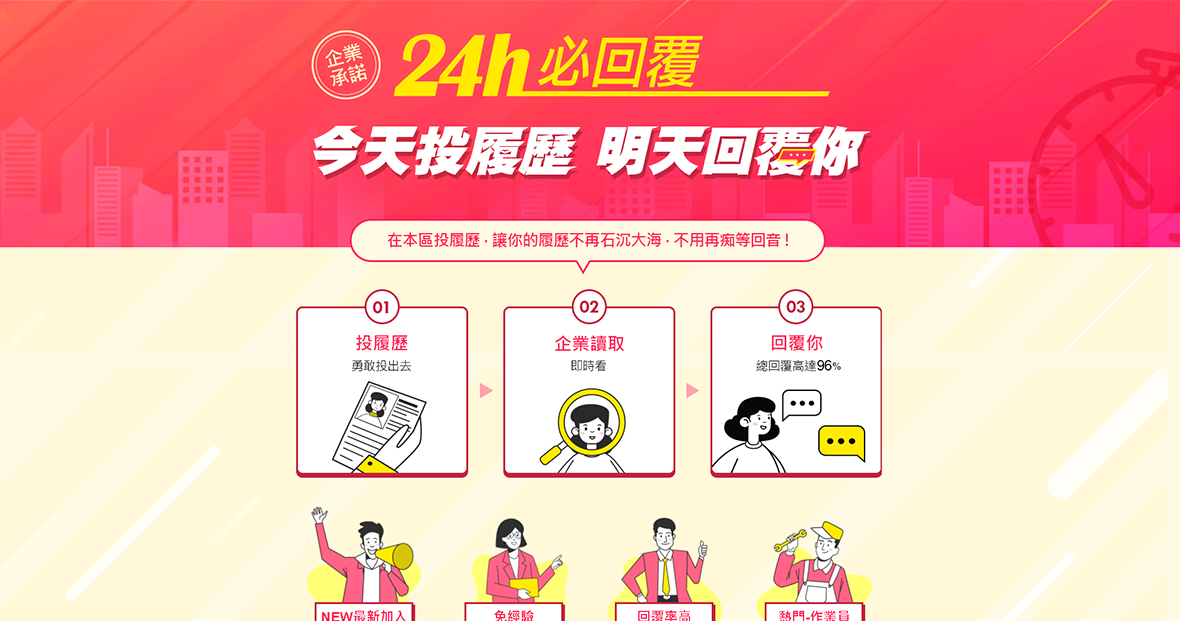 企業
承諾
24h必回覆
今天投履歷 明天回覆你
在本區投履歷，讓你的履歷不再石沉大海，不用再痴等回音！
01
02
03
投履歷
企業讀取
回覆你
勇敢投出去
即時看
總回覆高達96%
NEW最新加入
免經驗
回覆率高
熱門-作業員